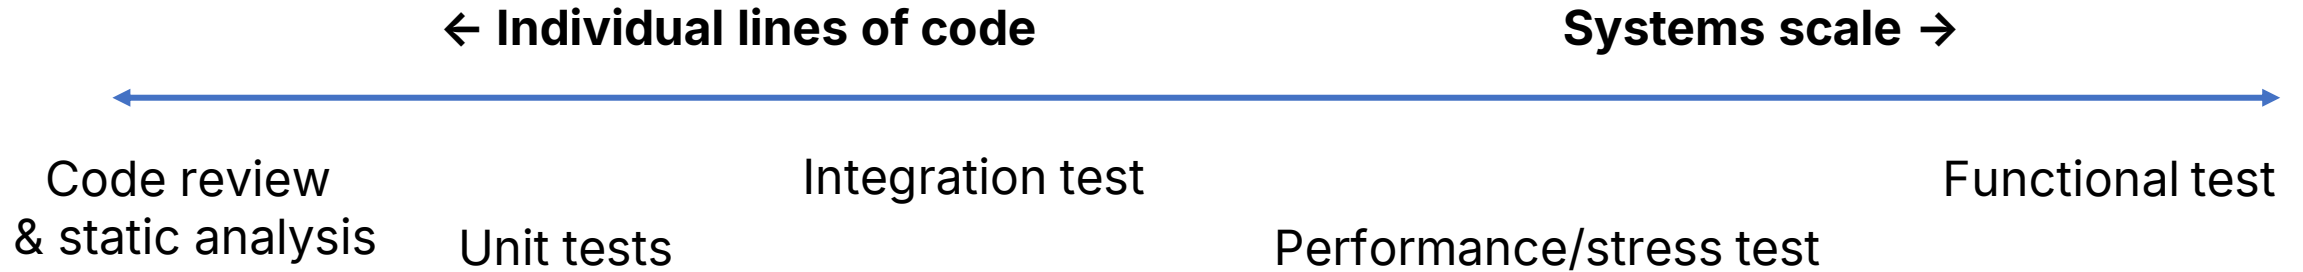 ← Individual lines of code
Systems scale →
Code review
& static analysis
Unit tests
Integration test
Performance/stress test
Functional test